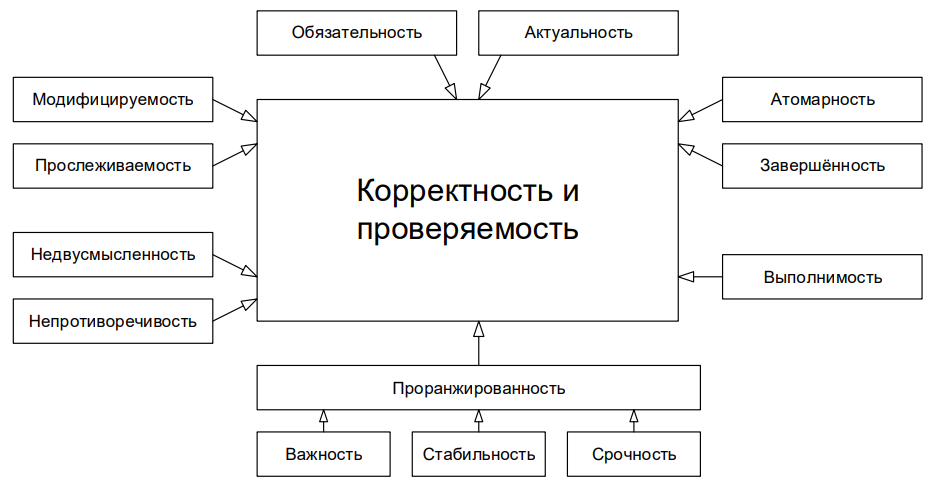 Обязательность
Актуальность
Модифицируемость
Атомарность
Прослеживаемость
Завершённость
Корректность и
проверяемость
Недвусмысленность
Выполнимость
Непротиворечивость
Проранжированность
Важность
Стабильность
Срочность